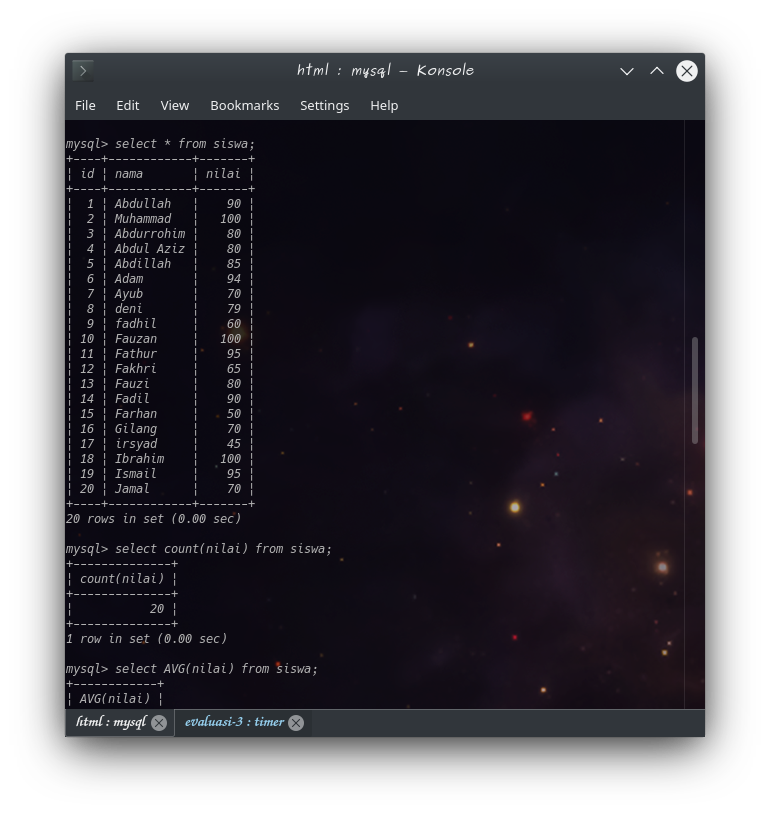 html : mysql – Konsole
File Edit View Bookmarks Settings Help
mysql> select * from siswa;
+----+------------+-------+
¦ id ¦ nama       ¦ nilai ¦
+----+------------+-------+
¦  1 ¦ Abdullah   ¦    90 ¦
¦  2 ¦ Muhammad   ¦   100 ¦
¦  3 ¦ Abdurrohim ¦    80 ¦
¦  4 ¦ Abdul Aziz ¦    80 ¦
¦  5 ¦ Abdillah   ¦    85 ¦
¦  6 ¦ Adam       ¦    94 ¦
¦  7 ¦ Ayub       ¦    70 ¦
¦  8 ¦ deni       ¦    79 ¦
¦  9 ¦ fadhil     ¦    60 ¦
¦ 10 ¦ Fauzan     ¦   100 ¦
¦ 11 ¦ Fathur     ¦    95 ¦
¦ 12 ¦ Fakhri     ¦    65 ¦
¦ 13 ¦ Fauzi      ¦    80 ¦
¦ 14 ¦ Fadil      ¦    90 ¦
¦ 15 ¦ Farhan     ¦    50 ¦
¦ 16 ¦ Gilang     ¦    70 ¦
¦ 17 ¦ irsyad     ¦    45 ¦
¦ 18 ¦ Ibrahim    ¦   100 ¦
¦ 19 ¦ Ismail     ¦    95 ¦
¦ 20 ¦ Jamal      ¦    70 ¦
+----+------------+-------+
20 rows in set (0.00 sec)
mysql> select count(nilai) from siswa;
+--------------+
¦ count(nilai) ¦
+--------------+
¦           20 ¦
+--------------+
1 row in set (0.00 sec)
mysql> select AVG(nilai) from siswa;
+------------+
¦ AVG(nilai) ¦
html : mysql evaluasi-3 : timer